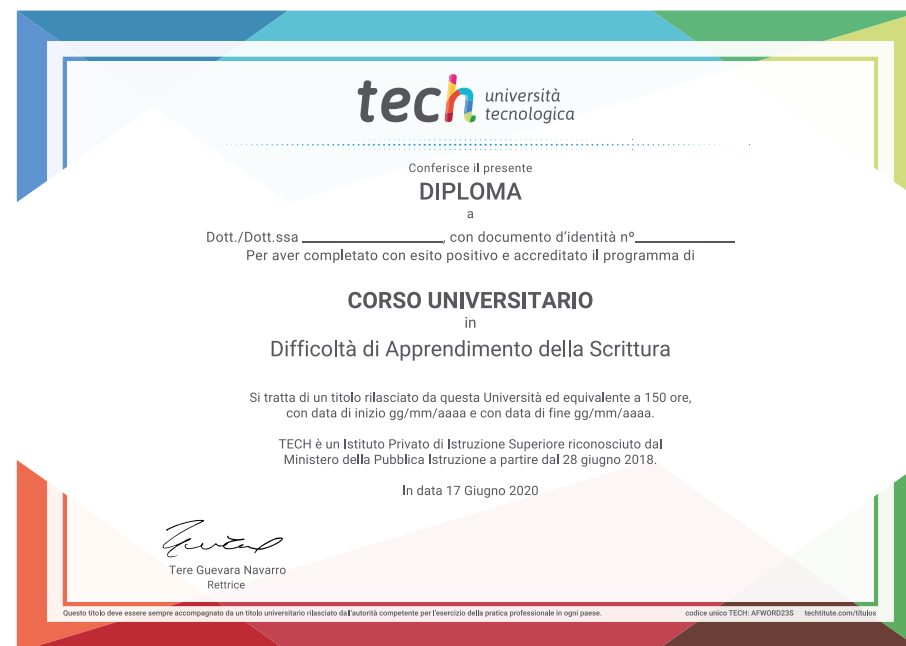 tech università
tecnologica
Conferisce il presente
DIPLOMA
a
Dott./Dott.ssa ________________, con documento d'identità nº____________
Per aver completato con esito positivo e accreditato il programma di
CORSO UNIVERSITARIO
in
Difficoltà di Apprendimento della Scrittura
Si tratta di un titolo rilasciato da questa Università ed equivalente a 150 ore,
con data di inizio gg/mm/aaaa e con data di fine gg/mm/aaaa.
TECH è un Istituto Privato di Istruzione Superiore riconosciuto dal
Ministero della Pubblica Istruzione a partire dal 28 giugno 2018.
In data 17 Giugno 2020
Tere Guevara Navarro
Rettrice
Questo titolo deve essere sempre accompagnato da un titolo universitario rilasciato dall'autorità competente per l'esercizio della pratica professionale in ogni paese.
codice unico TECH: AFWORD23S techtitute.com/títulos